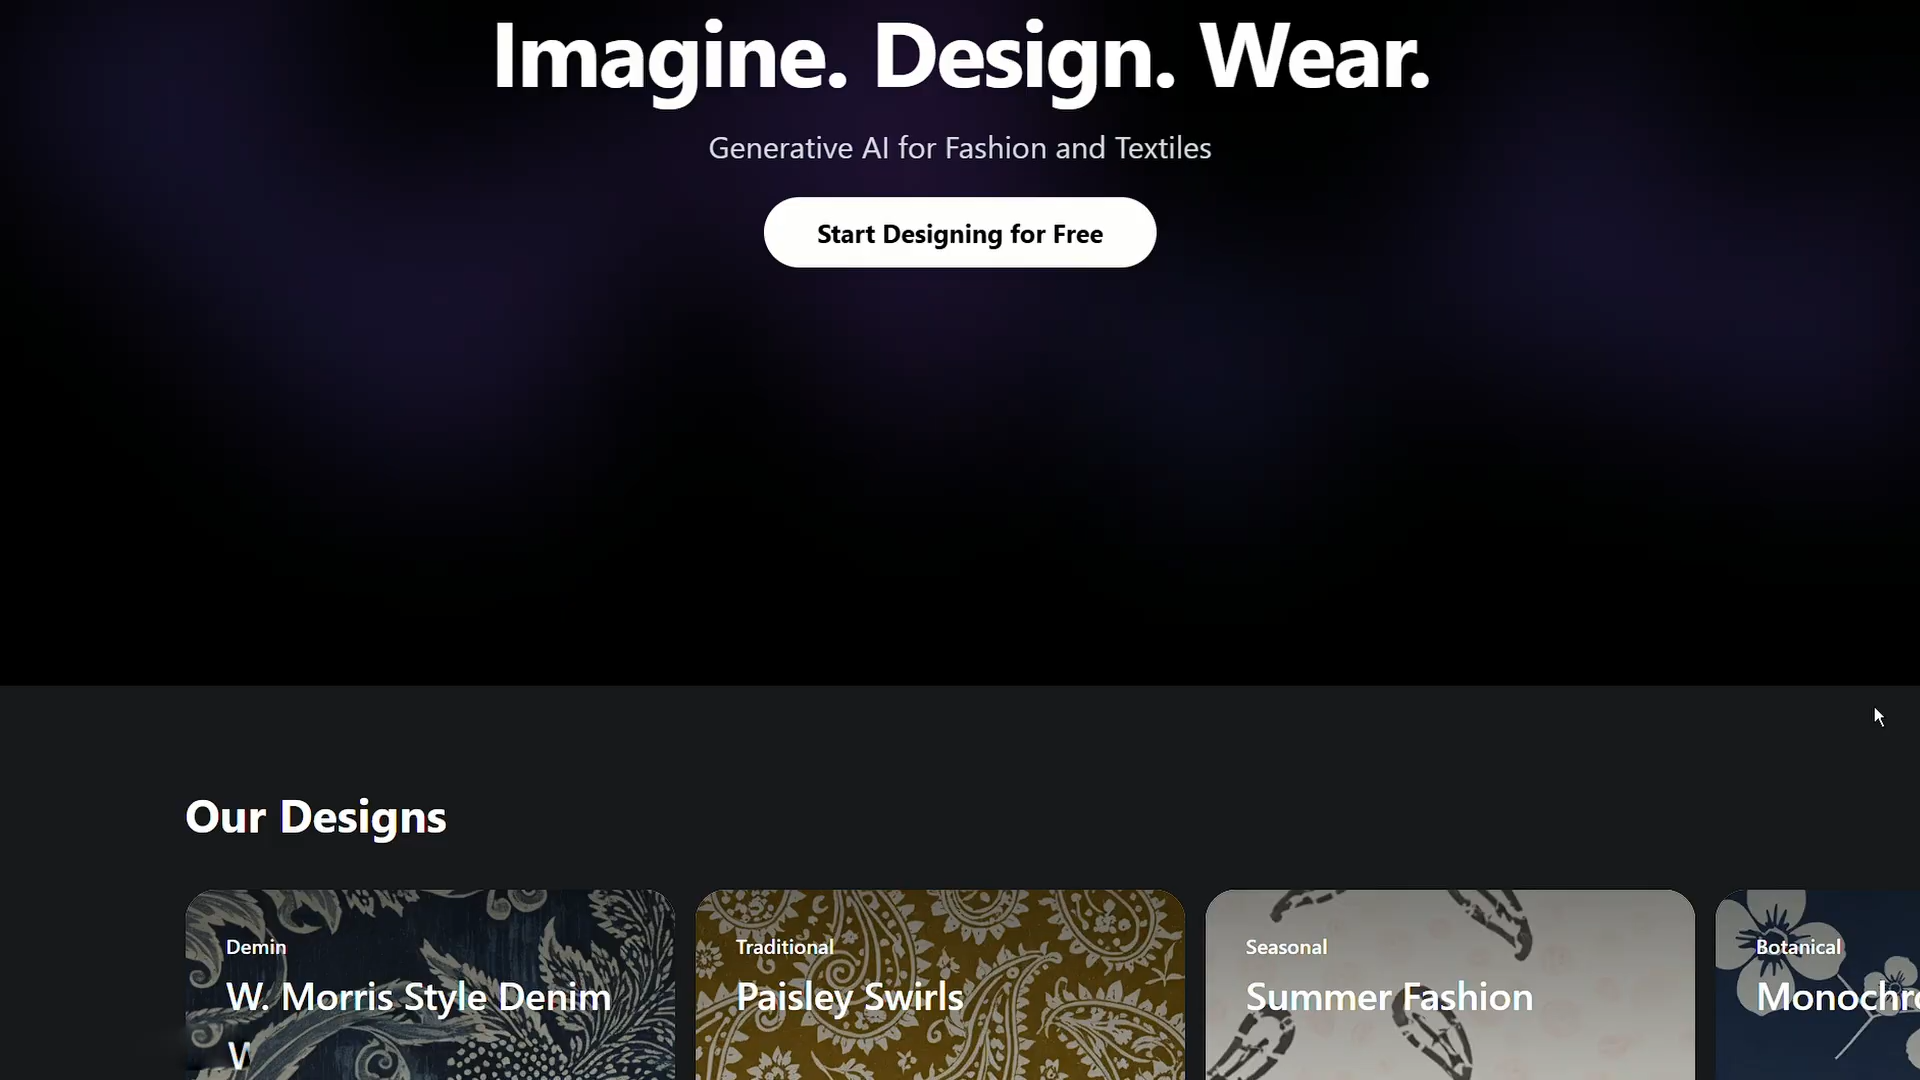 Imagine. Design. Wear.
Generative AI for Fashion and Textiles
Start Designing for Free
Our Designs
Demin
W. Morris Style Denim
W
Traditional
Paisley Swirls
Seasonal
Summer Fashion
Botanical